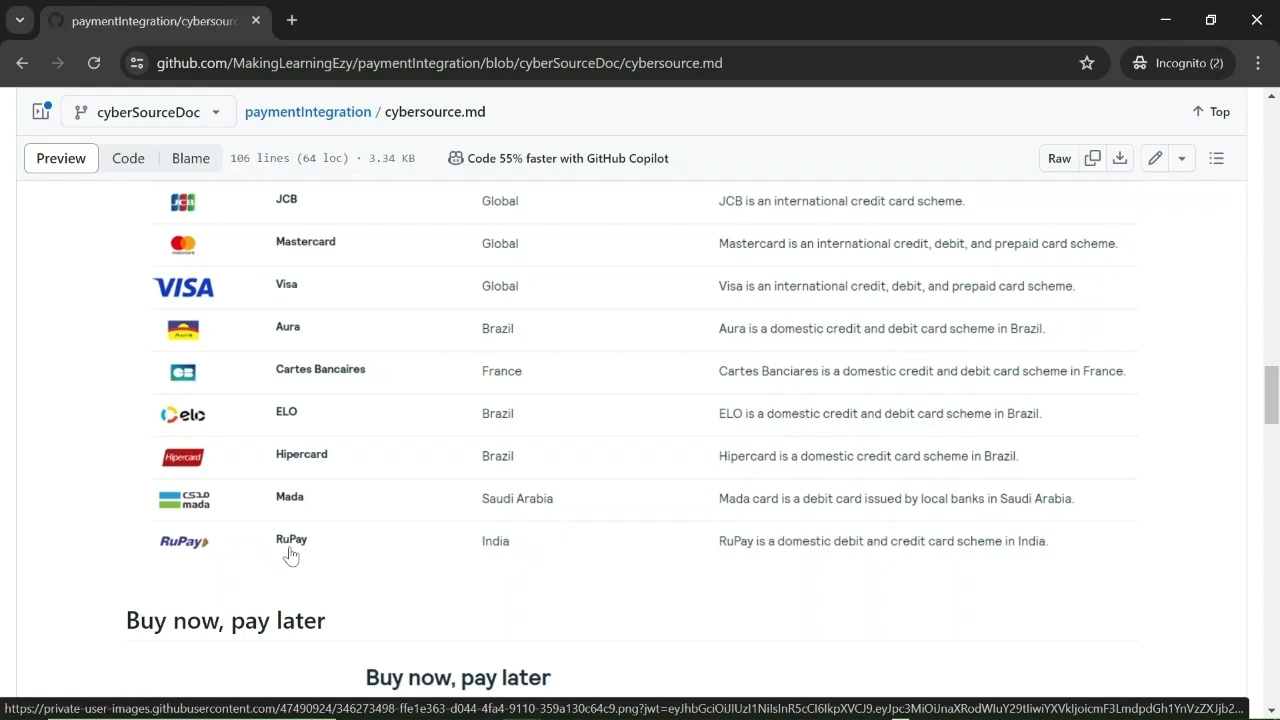 paymentIntegration/cybersourc
github.com/MakingLearningEzy/paymentIntegration/blob/cyberSourceDoc/cybersource.md
Incognito (2)
cyberSourceDoc
paymentIntegration / cybersource.md
Top
Preview
Code
Blame
106 lines (64 loc) · 3.34 KB
Code 55% faster with GitHub Copilot
Raw
JCB JCB Global JCB is an international credit card scheme.
mastercard Mastercard Global Mastercard is an international credit, debit, and prepaid card scheme.
VISA Visa Global Visa is an international credit, debit, and prepaid card scheme.
Aura Aura Brazil Aura is a domestic credit and debit card scheme in Brazil.
CB Cartes Bancaires France Cartes Banciares is a domestic credit and debit card scheme in France.
elo ELO Brazil ELO is a domestic credit and debit card scheme in Brazil.
Hipercard Hipercard Brazil Hipercard is a domestic credit card scheme in Brazil.
مدى mada Mada Saudi Arabia Mada card is a debit card issued by local banks in Saudi Arabia.
RuPay RuPay India RuPay is a domestic debit and credit card scheme in India.
Buy now, pay later
Buy now, pay later